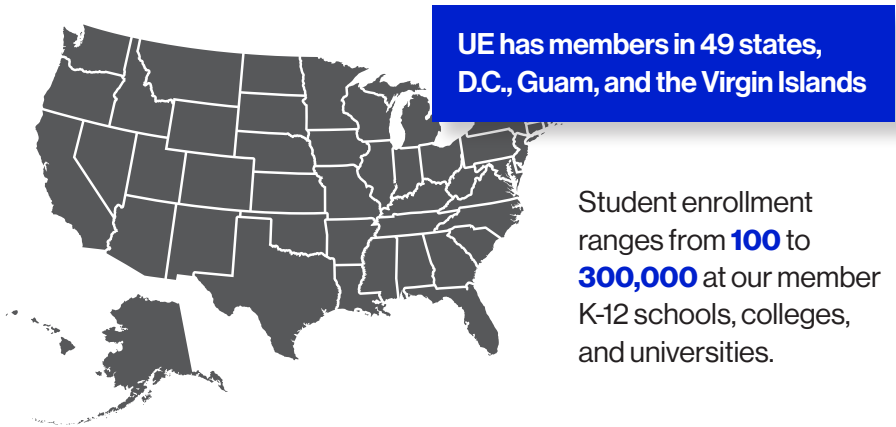 UE has members in 49 states,
D.C., Guam, and the Virgin Islands
Student enrollment
ranges from 100 to
300,000 at our member
K-12 schools, colleges,
and universities.